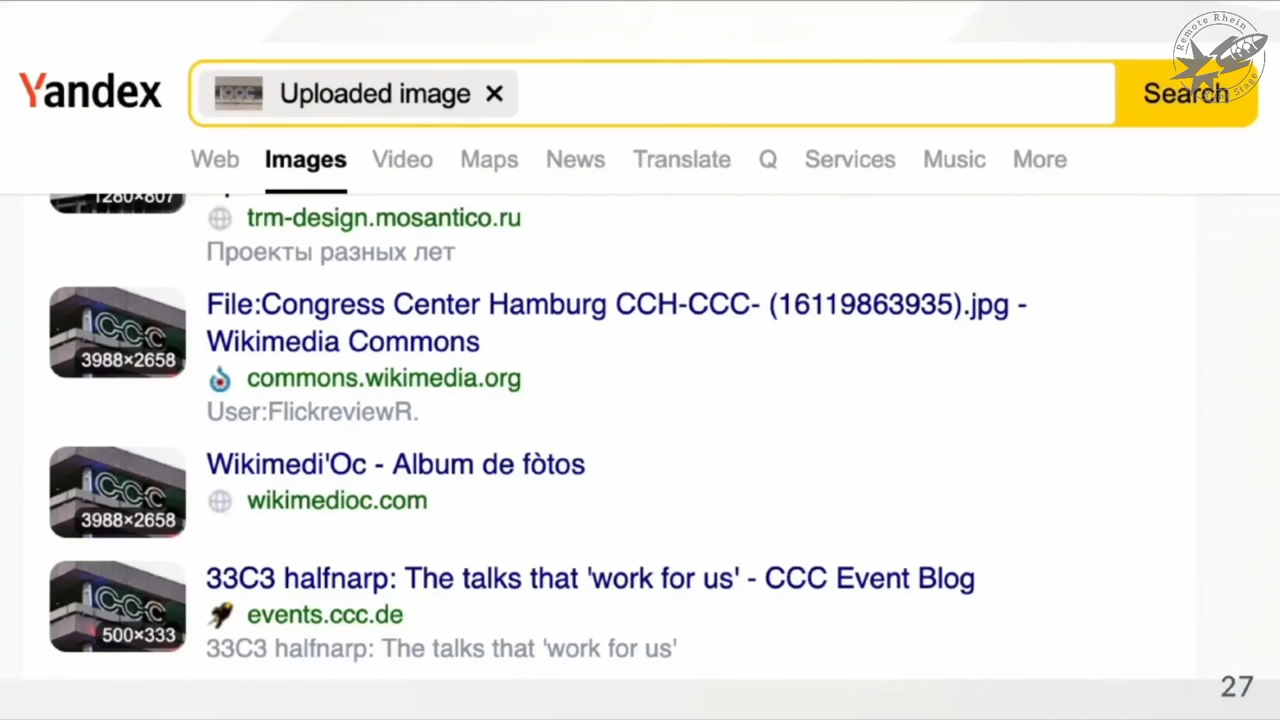 Remote Rhein
Yandex
Uploaded image ×
Search
Web Images Video Maps News Translate Q Services Music More
1280×807
trm-design.mosantico.ru
Проекты разных лет
File:Congress Center Hamburg CCH-CCC- (16119863935).jpg -
Wikimedia Commons
3988×2658
commons.wikimedia.org
User:FlickreviewR.
Wikimedi'Oc - Album de fòtos
3988×2658
wikimedioc.com
33C3 halfnarp: The talks that 'work for us' - CCC Event Blog
500×333
events.ccc.de
33C3 halfnarp: The talks that 'work for us'
27